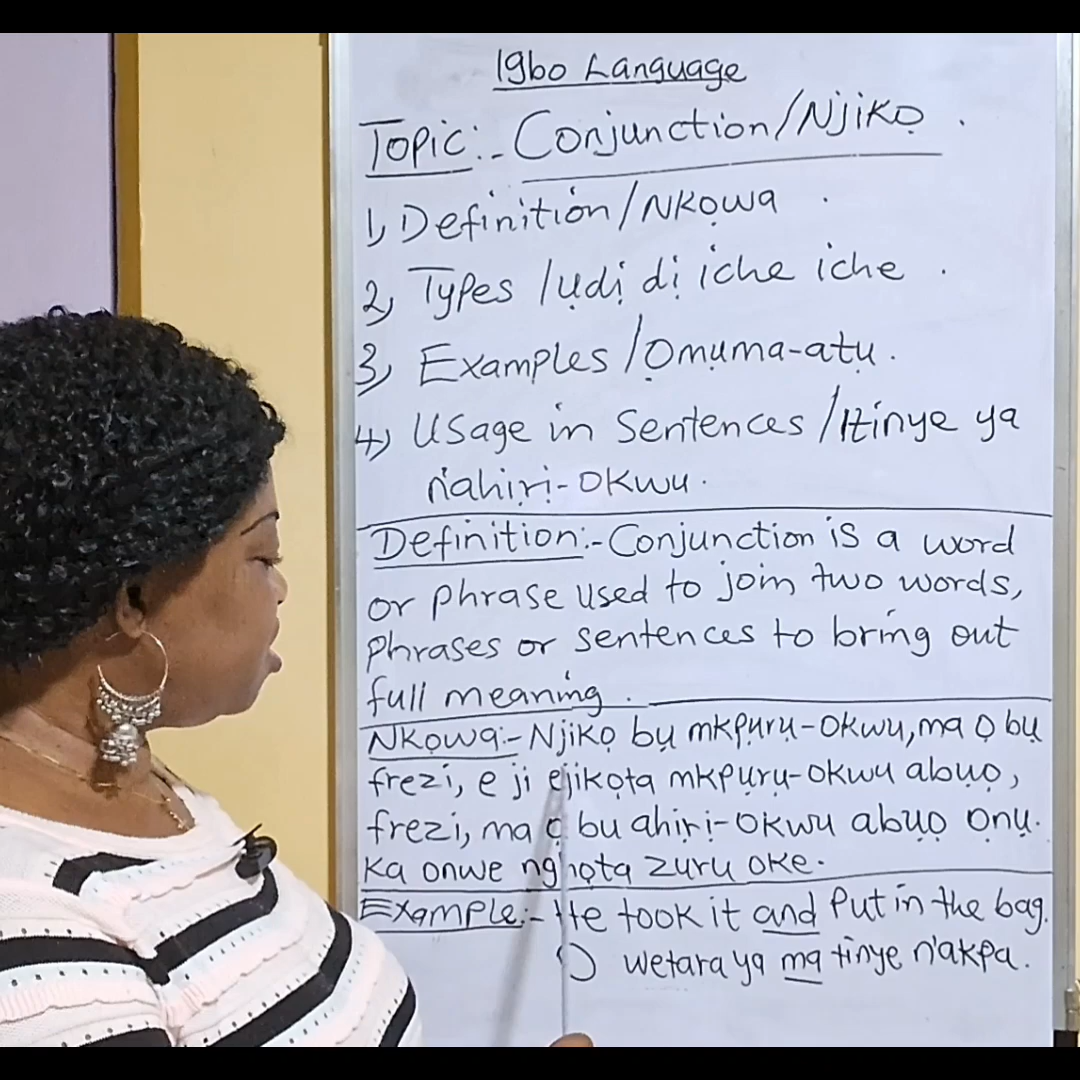 Igbo Language
Topic:- Conjunction/Njikọ.
1, Definition/Nkọwa.
2, Types /ụdị dị iche iche.
3, Examples/Ọmụma-atụ.
4, Usage in Sentences/Itinye ya
n'ahịrị-okwu.
Definition:- Conjunction is a word
or phrase used to join two words,
phrases or sentences to bring out
full meaning.
Nkọwa:- Njikọ bụ mkpụrụ-okwu, ma ọ bụ
frezi, e ji ejikọta mkpụrụ-okwu abụọ,
frezi, ma ọ bu ahịrị-okwu abụọ ọnụ.
Ka onwe nghọta zuru oke.
Example:- He took it and Put in the bag.
O wetara ya ma tinye n'akpa.